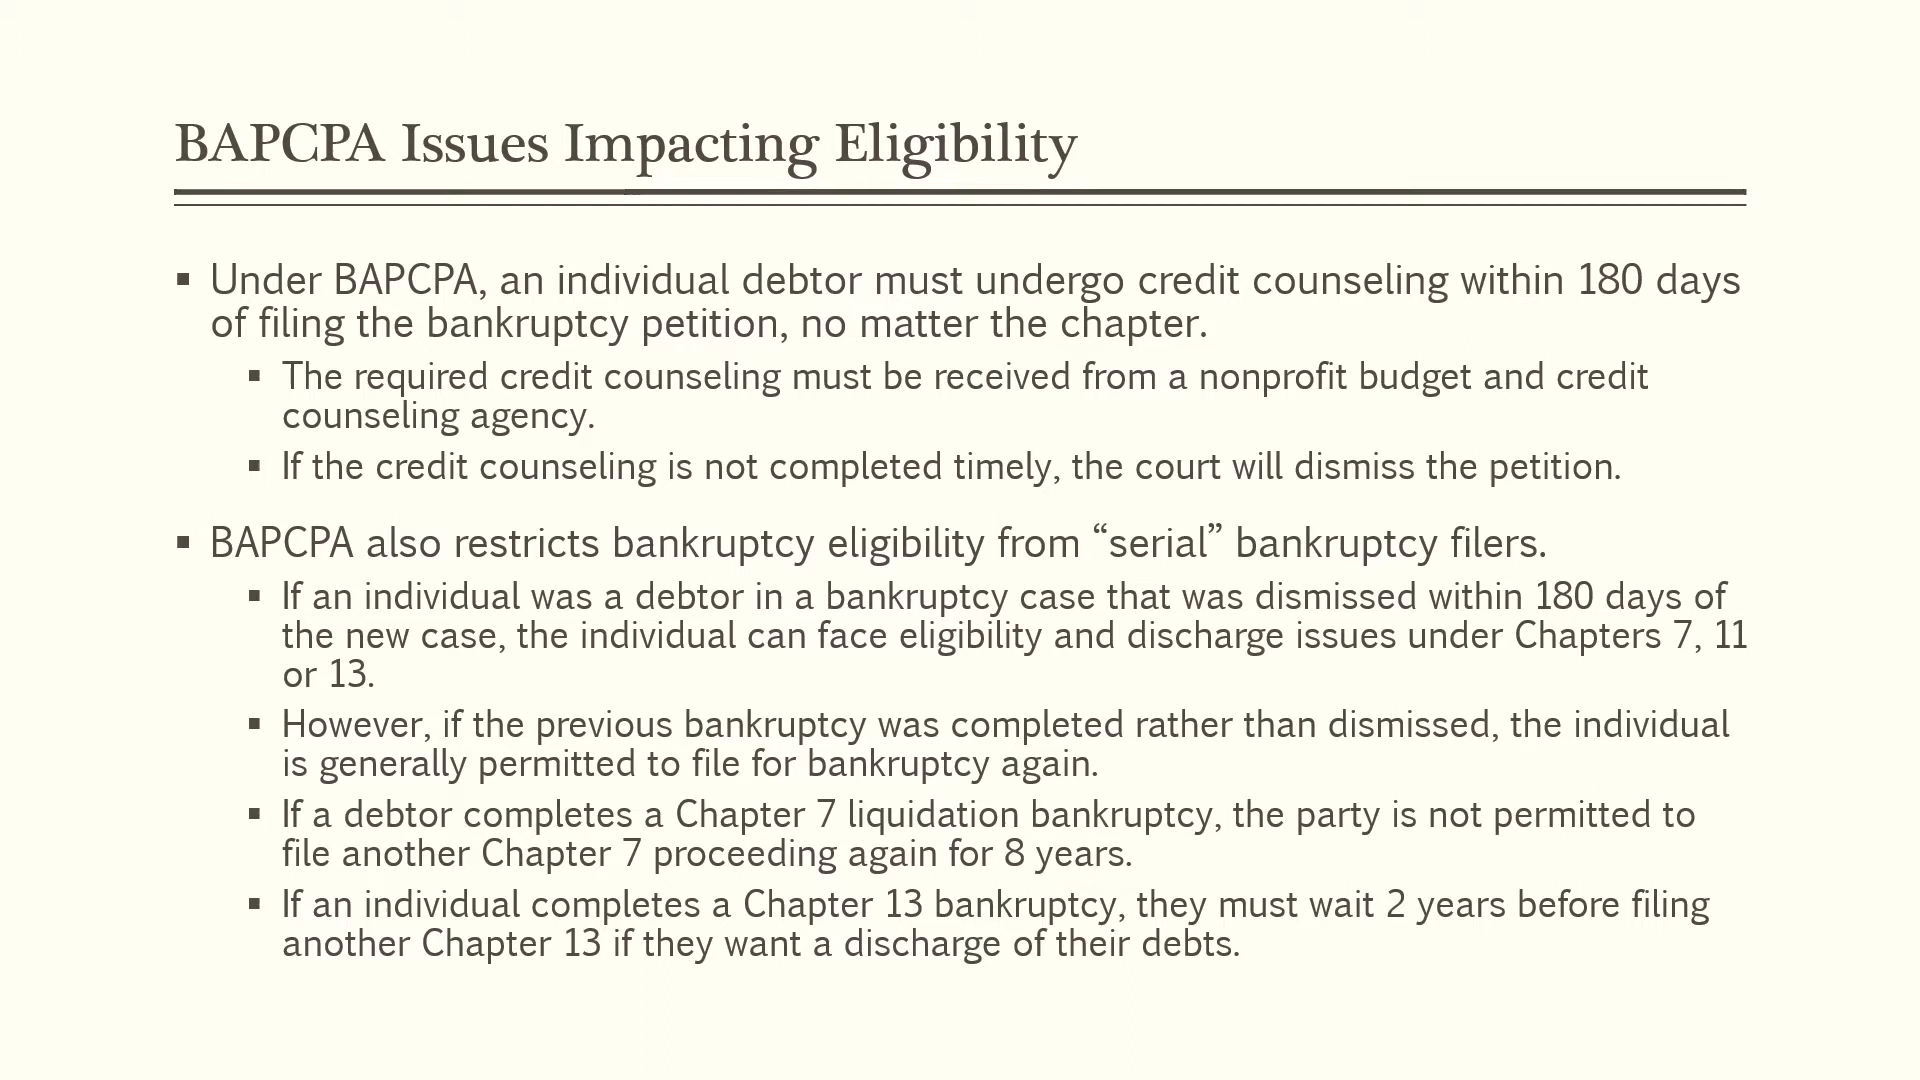 BAPCPA Issues Impacting Eligibility
▪ Under BAPCPA, an individual debtor must undergo credit counseling within 180 days
of filing the bankruptcy petition, no matter the chapter.
▪ The required credit counseling must be received from a nonprofit budget and credit
counseling agency.
▪ If the credit counseling is not completed timely, the court will dismiss the petition.
▪ BAPCPA also restricts bankruptcy eligibility from “serial” bankruptcy filers.
▪ If an individual was a debtor in a bankruptcy case that was dismissed within 180 days of
the new case, the individual can face eligibility and discharge issues under Chapters 7, 11
or 13.
▪ However, if the previous bankruptcy was completed rather than dismissed, the individual
is generally permitted to file for bankruptcy again.
▪ If a debtor completes a Chapter 7 liquidation bankruptcy, the party is not permitted to
file another Chapter 7 proceeding again for 8 years.
▪ If an individual completes a Chapter 13 bankruptcy, they must wait 2 years before filing
another Chapter 13 if they want a discharge of their debts.